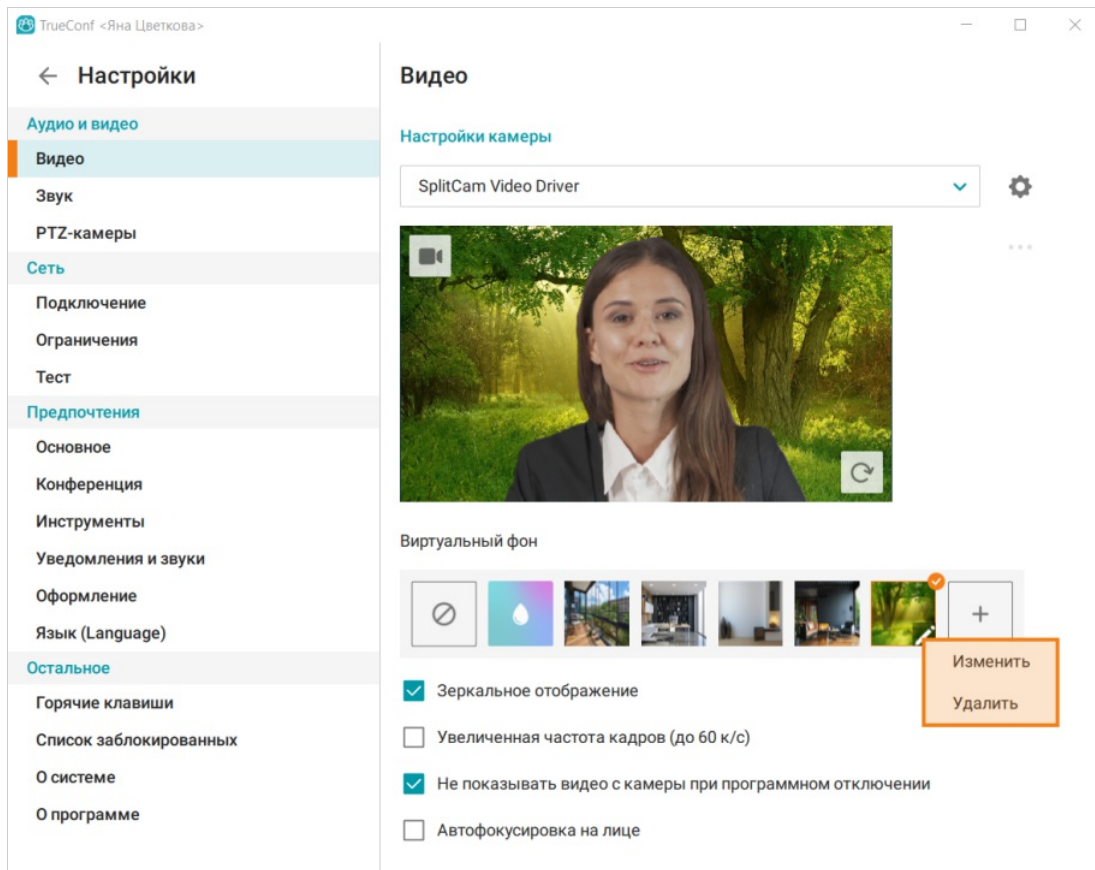 TrueConf <Яна Цветкова>
Настройки
Аудио и видео
Видео
Звук
PTZ-камеры
Сеть
Подключение
Ограничения
Тест
Предпочтения
Основное
Конференция
Инструменты
Уведомления и звуки
Оформление
Язык (Language)
Остальное
Горячие клавиши
Список заблокированных
О системе
О программе
Видео
Настройки камеры
SplitCam Video Driver
Виртуальный фон
Изменить
Удалить
Зеркальное отображение
Увеличенная частота кадров (до 60 к/с)
Не показывать видео с камеры при программном отключении
Автофокусировка на лице